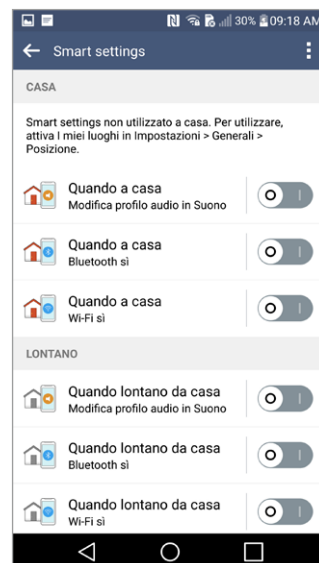 30% 09:18 AM
Smart settings
CASA
Smart settings non utilizzato a casa. Per utilizzare,
attiva I miei luoghi in Impostazioni > Generali >
Posizione.
Quando a casa
Modifica profilo audio in Suono
Quando a casa
Bluetooth sì
Quando a casa
Wi-Fi sì
LONTANO
Quando lontano da casa
Modifica profilo audio in Suono
Quando lontano da casa
Bluetooth sì
Quando lontano da casa
Wi-Fi sì